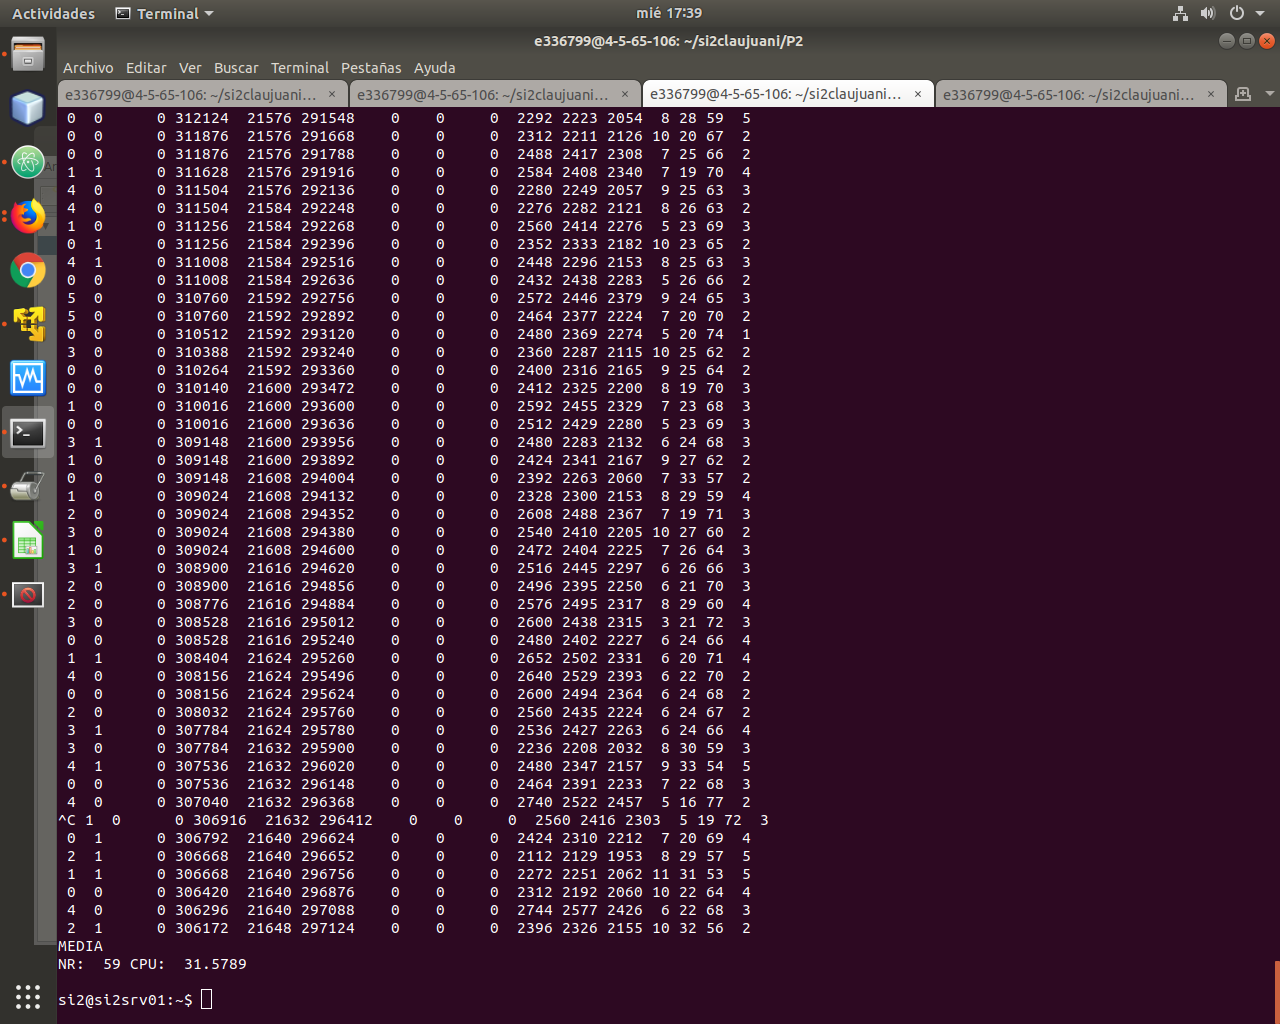 Actividades Terminal mié 17:39
e336799@4-5-65-106: ~/si2claujuani/P2
Archivo Editar Ver Buscar Terminal Pestañas Ayuda
e336799@4-5-65-106: ~/si2claujuani… × e336799@4-5-65-106: ~/si2claujuani… × e336799@4-5-65-106: ~/si2claujuani… × e336799@4-5-65-106: ~/si2claujuani… ×
0 0 0 312124 21576 291548 0 0 0 2292 2223 2054 8 28 59 5
0 0 0 311876 21576 291668 0 0 0 2312 2211 2126 10 20 67 2
0 0 0 311876 21576 291788 0 0 0 2488 2417 2308 7 25 66 2
1 1 0 311628 21576 291916 0 0 0 2584 2408 2340 7 19 70 4
4 0 0 311504 21576 292136 0 0 0 2280 2249 2057 9 25 63 3
4 0 0 311504 21584 292248 0 0 0 2276 2282 2121 8 26 63 2
1 0 0 311256 21584 292268 0 0 0 2560 2414 2276 5 23 69 3
0 1 0 311256 21584 292396 0 0 0 2352 2333 2182 10 23 65 2
4 1 0 311008 21584 292516 0 0 0 2448 2296 2153 8 25 63 3
0 0 0 311008 21584 292636 0 0 0 2432 2438 2283 5 26 66 2
5 0 0 310760 21592 292756 0 0 0 2572 2446 2379 9 24 65 3
5 0 0 310760 21592 292892 0 0 0 2464 2377 2224 7 20 70 2
0 0 0 310512 21592 293120 0 0 0 2480 2369 2274 5 20 74 1
3 0 0 310388 21592 293240 0 0 0 2360 2287 2115 10 25 62 2
0 0 0 310264 21592 293360 0 0 0 2400 2316 2165 9 25 64 2
0 0 0 310140 21600 293472 0 0 0 2412 2325 2200 8 19 70 3
1 0 0 310016 21600 293600 0 0 0 2592 2455 2329 7 23 68 3
0 0 0 310016 21600 293636 0 0 0 2512 2429 2280 5 23 69 3
3 1 0 309148 21600 293956 0 0 0 2480 2283 2132 6 24 68 3
1 0 0 309148 21600 293892 0 0 0 2424 2341 2167 9 27 62 2
0 0 0 309148 21608 294004 0 0 0 2392 2263 2060 7 33 57 2
1 0 0 309024 21608 294132 0 0 0 2328 2300 2153 8 29 59 4
2 0 0 309024 21608 294352 0 0 0 2608 2488 2367 7 19 71 3
3 0 0 309024 21608 294380 0 0 0 2540 2410 2205 10 27 60 2
1 0 0 309024 21608 294600 0 0 0 2472 2404 2225 7 26 64 3
3 1 0 308900 21616 294620 0 0 0 2516 2445 2297 6 26 66 3
2 0 0 308900 21616 294856 0 0 0 2496 2395 2250 6 21 70 3
2 0 0 308776 21616 294884 0 0 0 2576 2495 2317 8 29 60 4
3 0 0 308528 21616 295012 0 0 0 2600 2438 2315 3 21 72 3
0 0 0 308528 21616 295240 0 0 0 2480 2402 2227 6 24 66 4
1 1 0 308404 21624 295260 0 0 0 2652 2502 2331 6 20 71 4
4 0 0 308156 21624 295496 0 0 0 2640 2529 2393 6 22 70 2
0 0 0 308156 21624 295624 0 0 0 2600 2494 2364 6 24 68 2
2 0 0 308032 21624 295760 0 0 0 2560 2435 2224 6 24 67 2
3 1 0 307784 21624 295780 0 0 0 2536 2427 2263 6 24 66 4
3 0 0 307784 21632 295900 0 0 0 2236 2208 2032 8 30 59 3
4 1 0 307536 21632 296020 0 0 0 2480 2347 2157 9 33 54 5
0 0 0 307536 21632 296148 0 0 0 2464 2391 2233 7 22 68 3
4 0 0 307040 21632 296368 0 0 0 2740 2522 2457 5 16 77 2
^C 1 0 0 306916 21632 296412 0 0 0 2560 2416 2303 5 19 72 3
0 1 0 306792 21640 296624 0 0 0 2424 2310 2212 7 20 69 4
2 1 0 306668 21640 296652 0 0 0 2112 2129 1953 8 29 57 5
1 1 0 306668 21640 296756 0 0 0 2272 2251 2062 11 31 53 5
0 0 0 306420 21640 296876 0 0 0 2312 2192 2060 10 22 64 4
4 0 0 306296 21640 297088 0 0 0 2744 2577 2426 6 22 68 3
2 1 0 306172 21648 297124 0 0 0 2396 2326 2155 10 32 56 2
MEDIA
NR: 59 CPU: 31.5789
si2@si2srv01:~$